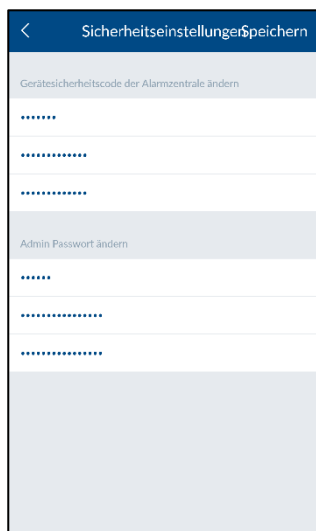 Sicherheitseinstellungen Speichern
Gerätesicherheitscode der Alarmzentrale ändern
•••••••
•••••••••••••
•••••••••••••
Admin Passwort ändern
••••••
••••••••••••••••
••••••••••••••••